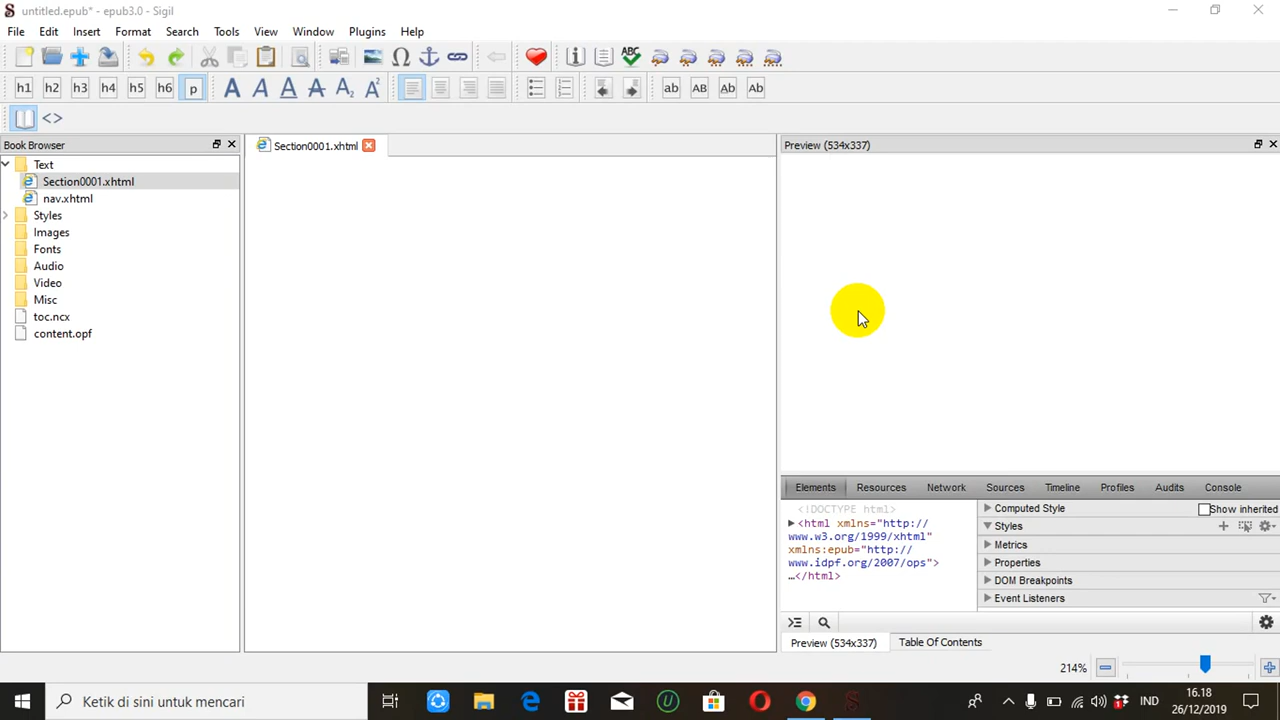 untitled.epub* - epub3.0 - Sigil
File Edit Insert Format Search Tools View Window Plugins Help
ABC
h1 h2 h3 h4 h5 h6 p A A A A A₂ A² ab AB Ab Ab
<>
Book Browser
Section0001.xhtml
Preview (534x337)
Text
Section0001.xhtml
nav.xhtml
Styles
Images
Fonts
Audio
Video
Misc
toc.ncx
content.opf
Elements Resources Network Sources Timeline Profiles Audits Console
<!DOCTYPE html>
<html xmlns="http://
www.w3.org/1999/xhtml"
xmlns:epub="http://
www.idpf.org/2007/ops">
…</html>
Computed Style Show inherited
Styles
Metrics
Properties
DOM Breakpoints
Event Listeners
Preview (534x337) Table Of Contents
214%
Ketik di sini untuk mencari
IND
16.18
26/12/2019